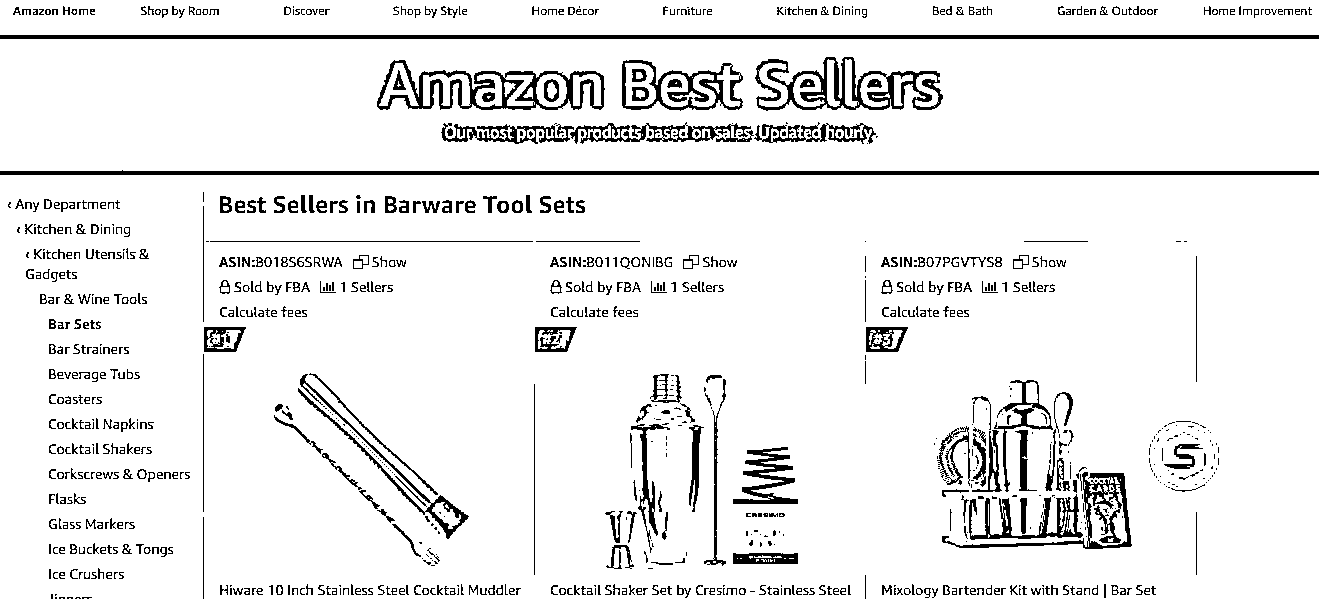 Amazon Home Shop by Room Discover Shop by Style Home Décor Furniture Kitchen & Dining Bed & Bath Garden & Outdoor Home Improvement
Amazon Best Sellers
Our most popular products based on sales. Updated hourly.
‹ Any Department
‹ Kitchen & Dining
‹ Kitchen Utensils &
Gadgets
Bar & Wine Tools
Bar Sets
Bar Strainers
Beverage Tubs
Coasters
Cocktail Napkins
Cocktail Shakers
Corkscrews & Openers
Flasks
Glass Markers
Ice Buckets & Tongs
Ice Crushers
Best Sellers in Barware Tool Sets
ASIN:B018S6SRWA Show
Sold by FBA 1 Sellers
Calculate fees
#1
Hiware 10 Inch Stainless Steel Cocktail Muddler
ASIN:B011QONIBG Show
Sold by FBA 1 Sellers
Calculate fees
#2
CRESIMO
Cocktail Shaker Set by Cresimo - Stainless Steel
ASIN:B07PGVTYS8 Show
Sold by FBA 1 Sellers
Calculate fees
#3
S
Mixology Bartender Kit with Stand | Bar Set